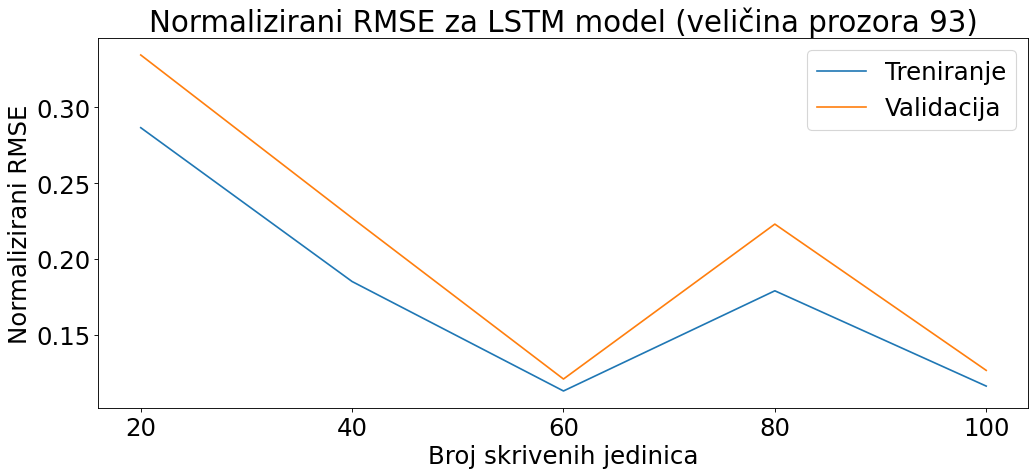 Normalizirani RMSE za LSTM model (veličina prozora 93)
Treniranje
Validacija
Normalizirani RMSE
0.30
0.25
0.20
0.15
20 40 60 80 100
Broj skrivenih jedinica